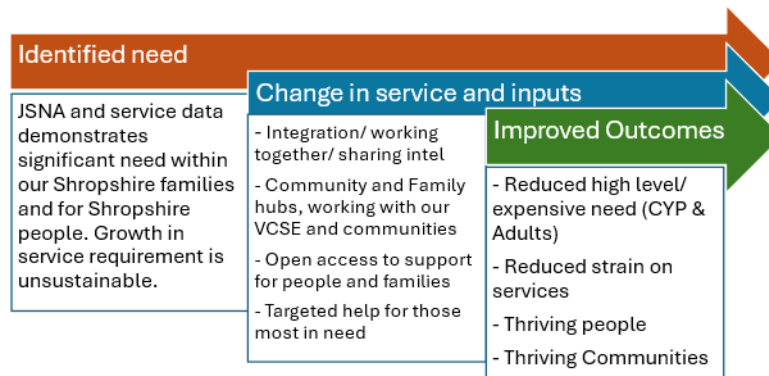 Identified need
JSNA and service data
demonstrates
significant need within
our Shropshire families
and for Shropshire
people. Growth in
service requirement is
unsustainable.
Change in service and inputs
- Integration/ working
together/ sharing intel
- Community and Family
hubs, working with our
VCSE and communities
- Open access to support
for people and families
- Targeted help for those
most in need
Improved Outcomes
- Reduced high level/
expensive need (CYP &
Adults)
- Reduced strain on
services
- Thriving people
- Thriving Communities